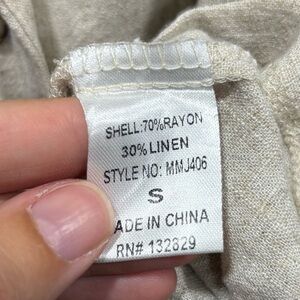 SHELL:70%RAYON
30% LINEN
STYLE NO: MMJ406
S
ADE IN CHINA
RN# 132829